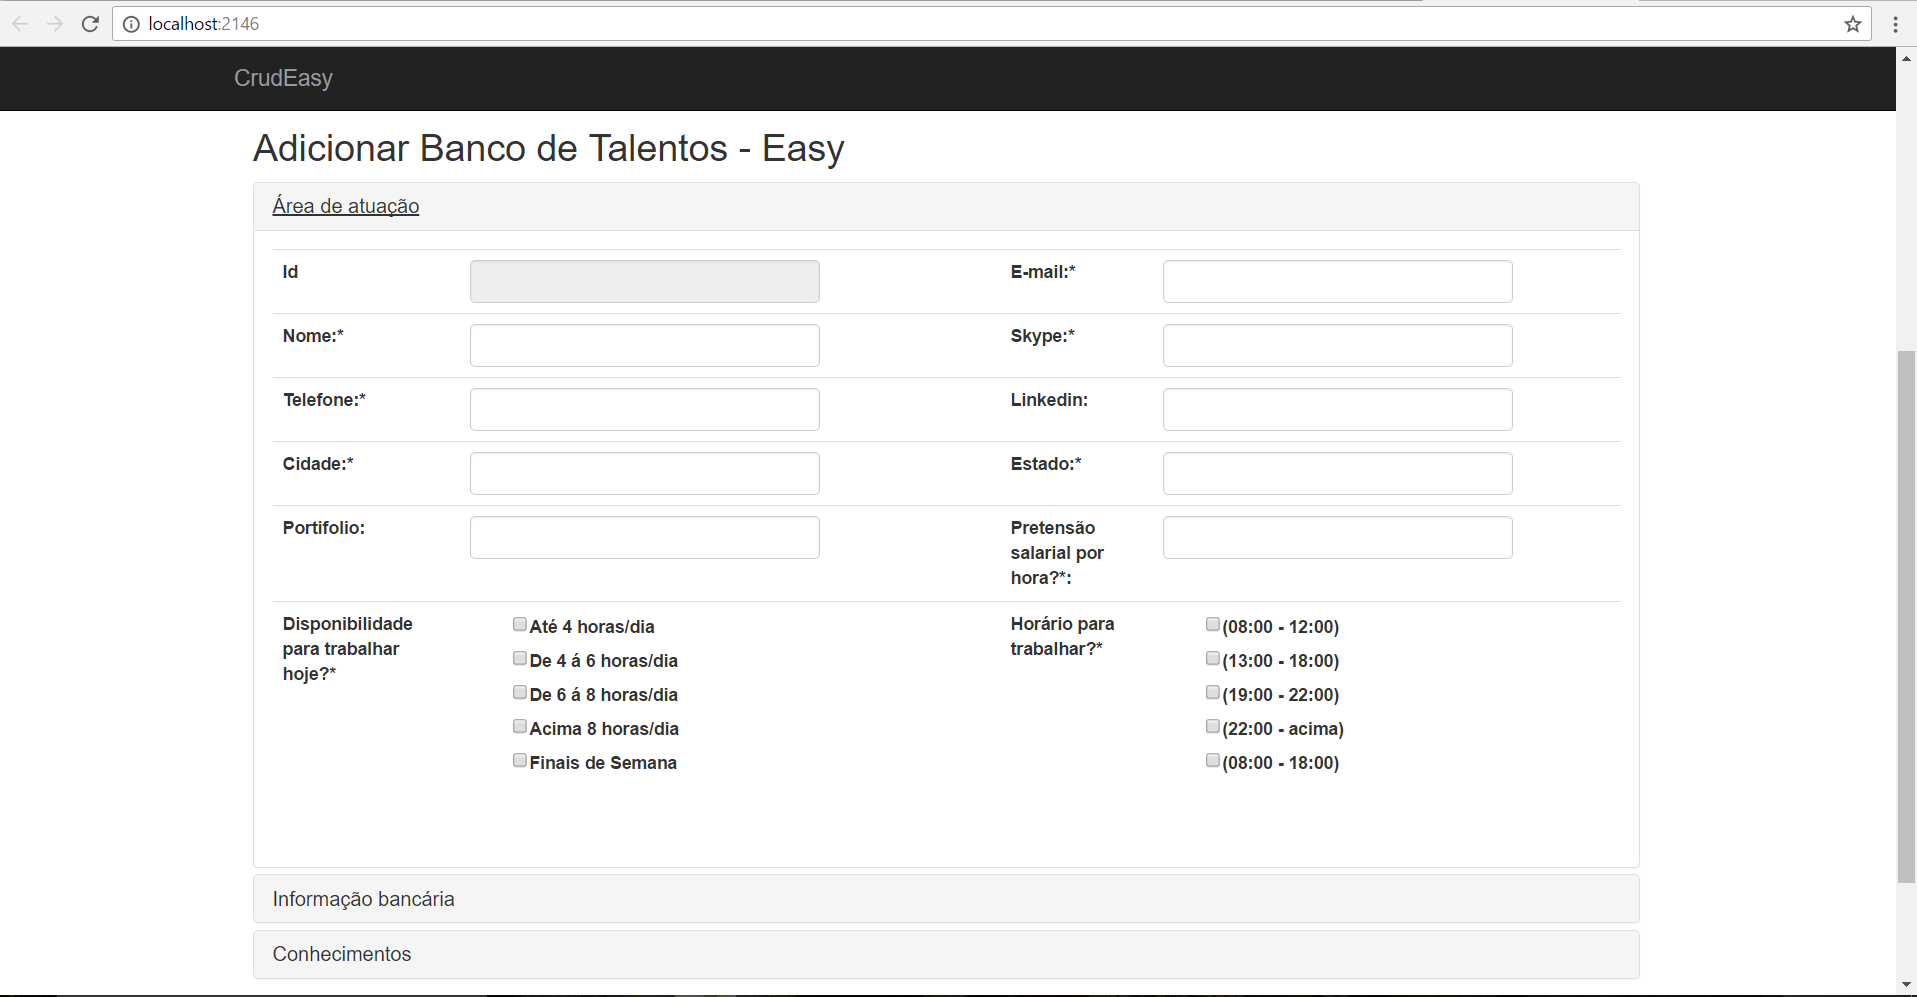 localhost:2146
CrudEasy
Adicionar Banco de Talentos - Easy
Área de atuação
Id
E-mail:*
Nome:*
Skype:*
Telefone:*
Linkedin:
Cidade:*
Estado:*
Portifolio:
Pretensão
salarial por
hora?*:
Disponibilidade
para trabalhar
hoje?*
Até 4 horas/dia
De 4 á 6 horas/dia
De 6 á 8 horas/dia
Acima 8 horas/dia
Finais de Semana
Horário para
trabalhar?*
(08:00 - 12:00)
(13:00 - 18:00)
(19:00 - 22:00)
(22:00 - acima)
(08:00 - 18:00)
Informação bancária
Conhecimentos